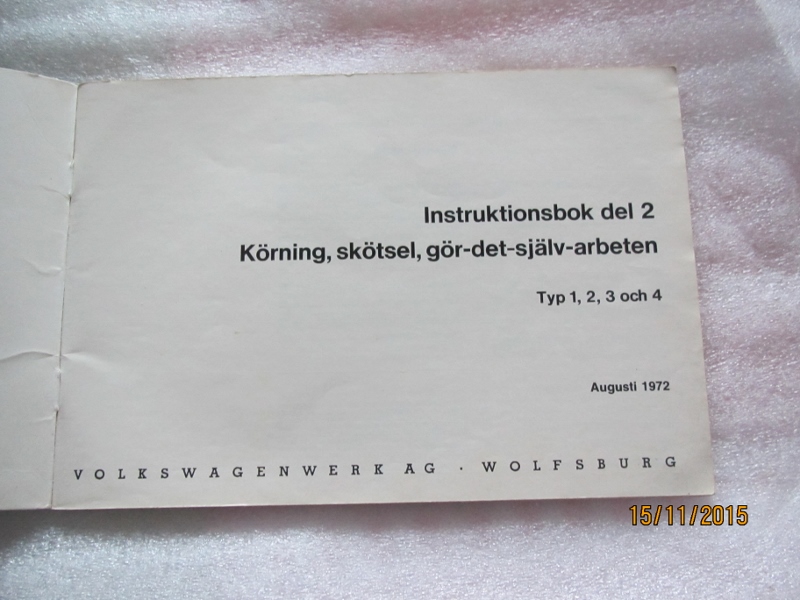 Instruktionsbok del 2
Körning, skötsel, gör-det-själv-arbeten
Typ 1, 2, 3 och 4
Augusti 1972
VOLKSWAGENWERK AG · WOLFSBURG
15/11/2015